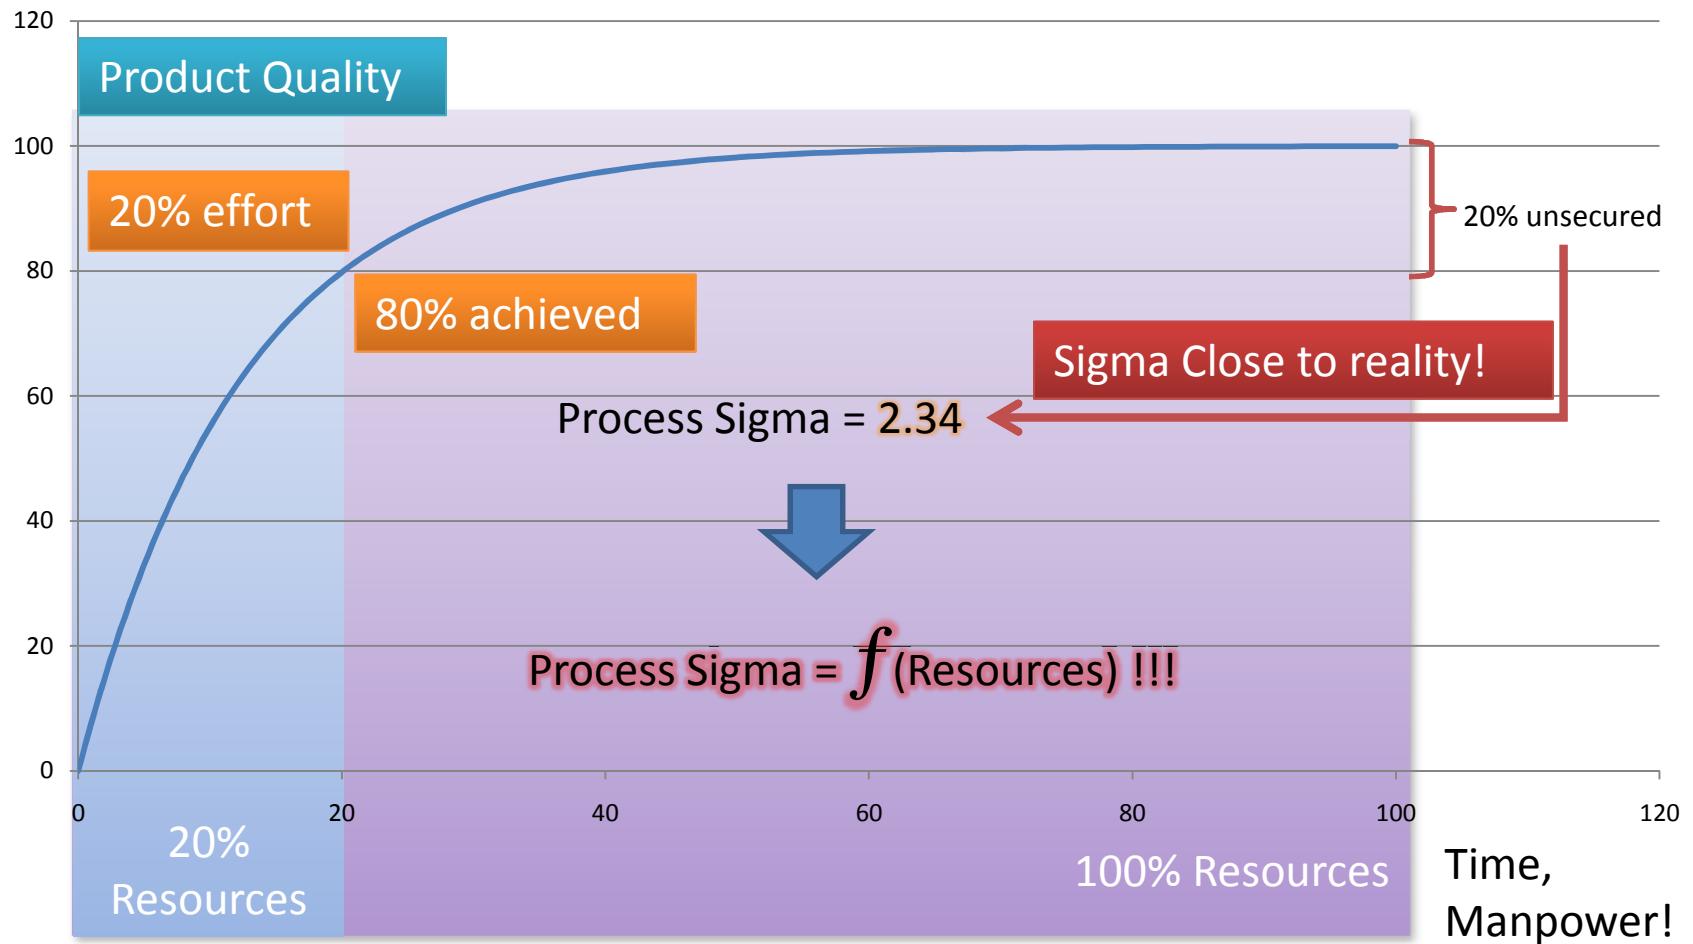 120
Product Quality
100
20% effort
20% unsecured
80
80% achieved
Sigma Close to reality!
60
Process Sigma = 2.34
40
20
Process Sigma = f (Resources) !!!
0
0 20 40 60 80 100 120
20%
Resources
100% Resources
Time,
Manpower!